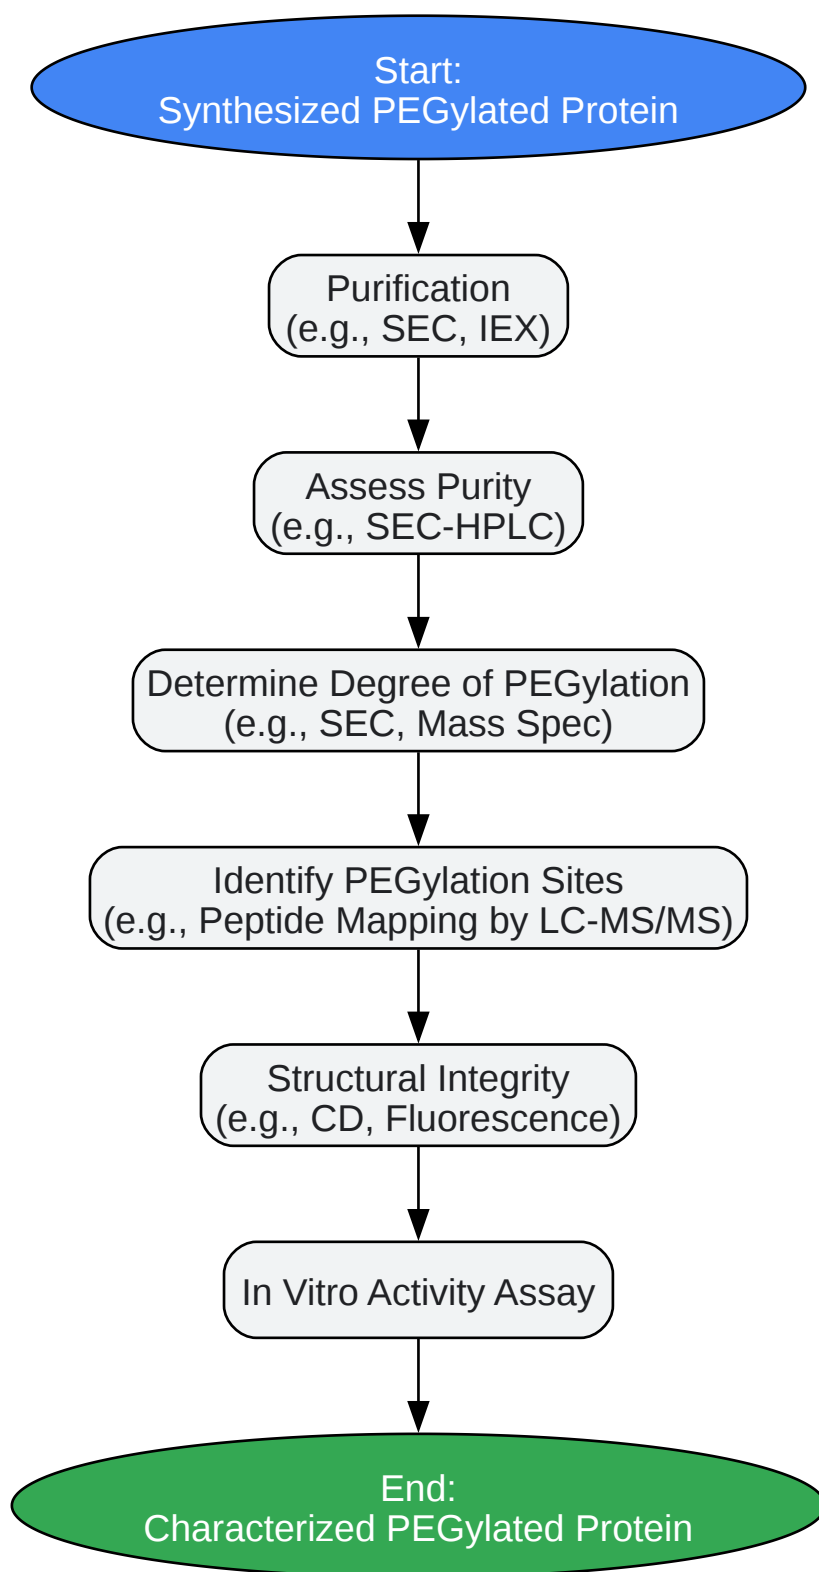 Start:
Synthesized PEGylated Protein
Purification
(e.g., SEC, IEX)
Assess Purity
(e.g., SEC-HPLC)
Determine Degree of PEGylation
(e.g., SEC, Mass Spec)
Identify PEGylation Sites
(e.g., Peptide Mapping by LC-MS/MS)
Structural Integrity
(e.g., CD, Fluorescence)
In Vitro Activity Assay
End:
Characterized PEGylated Protein